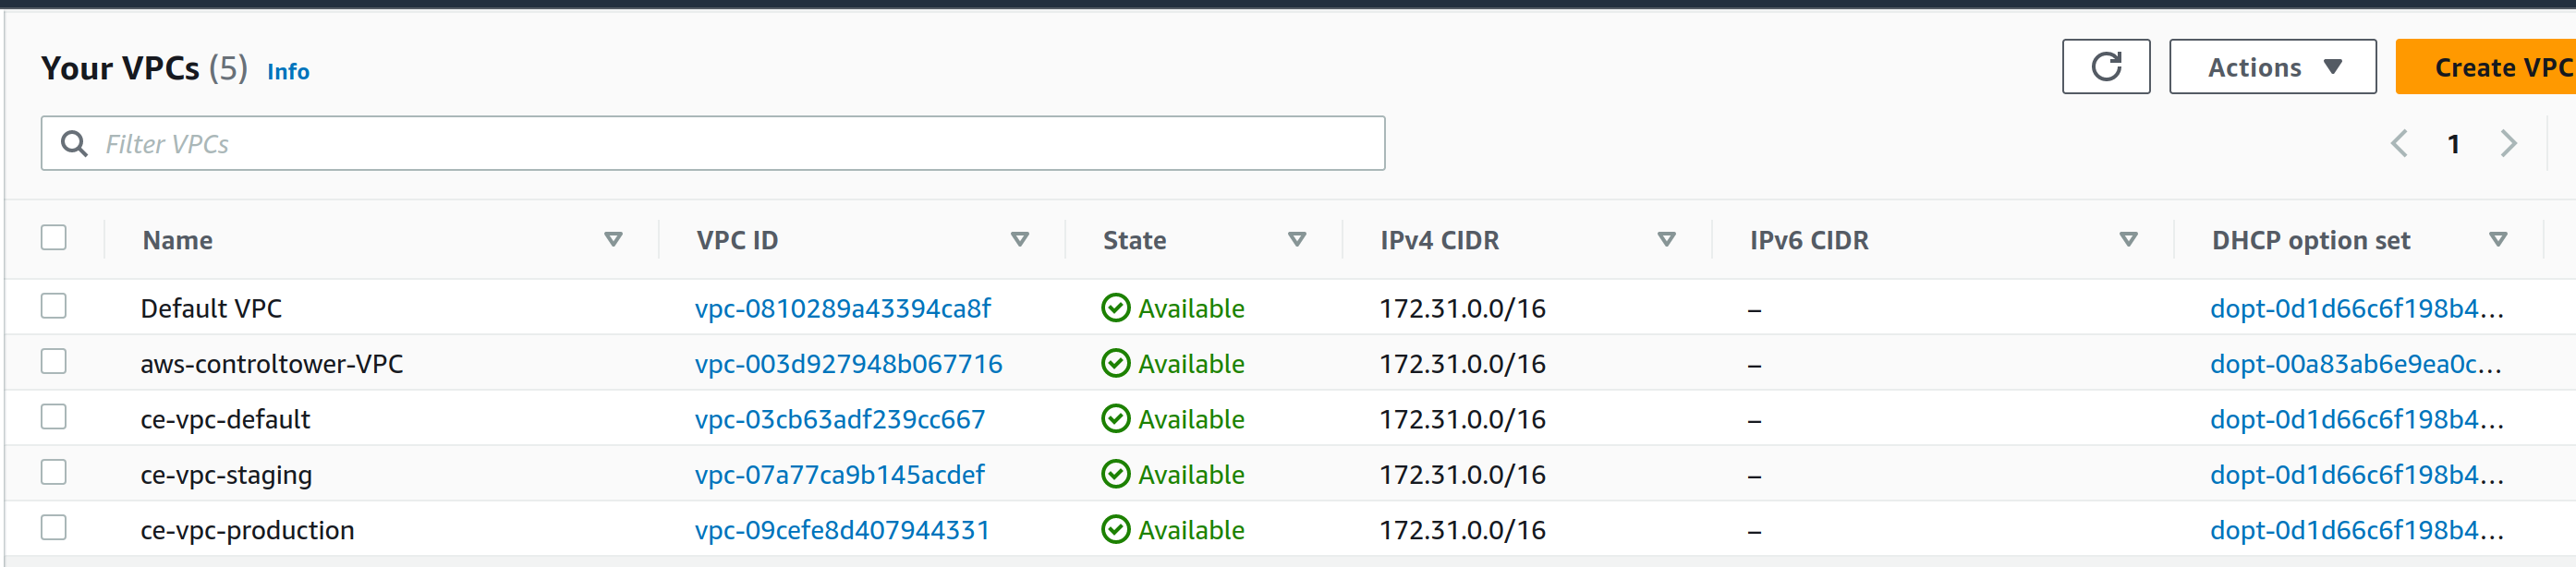 Your VPCs (5) Info
Actions
Create VPC
Filter VPCs
1
Name VPC ID State IPv4 CIDR IPv6 CIDR DHCP option set
Default VPC vpc-0810289a43394ca8f Available 172.31.0.0/16 – dopt-0d1d66c6f198b4...
aws-controltower-VPC vpc-003d927948b067716 Available 172.31.0.0/16 – dopt-00a83ab6e9ea0c...
ce-vpc-default vpc-03cb63adf239cc667 Available 172.31.0.0/16 – dopt-0d1d66c6f198b4...
ce-vpc-staging vpc-07a77ca9b145acdef Available 172.31.0.0/16 – dopt-0d1d66c6f198b4...
ce-vpc-production vpc-09cefe8d407944331 Available 172.31.0.0/16 – dopt-0d1d66c6f198b4...